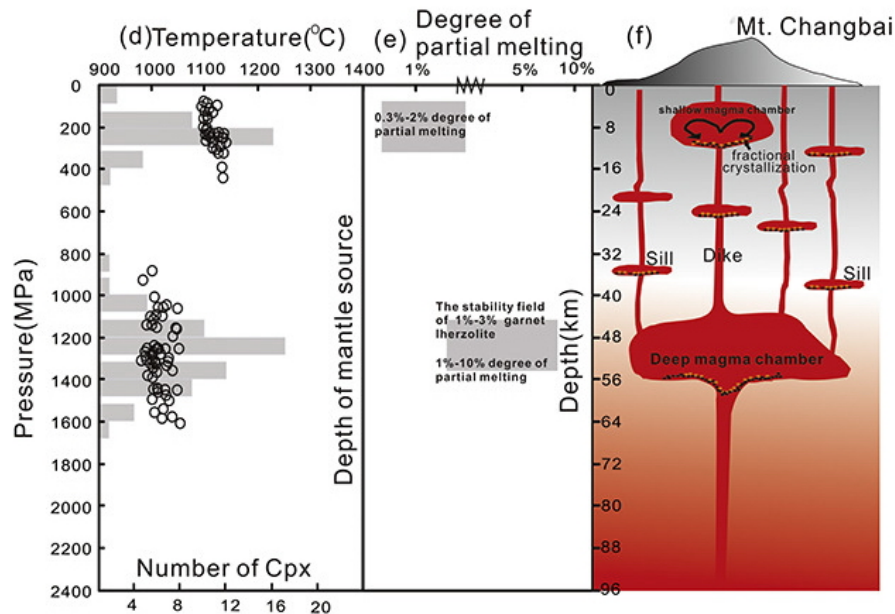 (d)Temperature(°C)
900 1000 1100 1200 1300 1400
Pressure(MPa)
0
200
400
600
800
1000
1200
1400
1600
1800
2000
2200
2400
Number of Cpx
4 8 12 16 20
Depth of mantle source
(e) Degree of
partial melting
1% 5% 10%
0.3%-2% degree of
partial melting
The stability field
of 1%-3% garnet
lherzolite
1%-10% degree of
partial melting
Depth(km)
(f) Mt. Changbai
0
8
16
24
32
40
48
56
64
72
80
88
96
shallow magma chamber
fractional
crystallization
Sill
Dike
Sill
Deep magma chamber